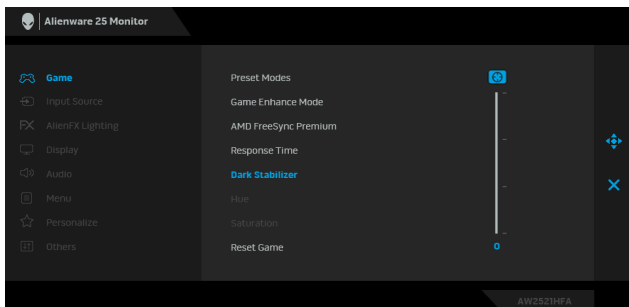 Alienware 25 Monitor
Game
Input Source
AlienFX Lighting
Display
Audio
Menu
Personalize
Others
Preset Modes
Game Enhance Mode
AMD FreeSync Premium
Response Time
Dark Stabilizer
Hue
Saturation
Reset Game
0
AW2521HFA